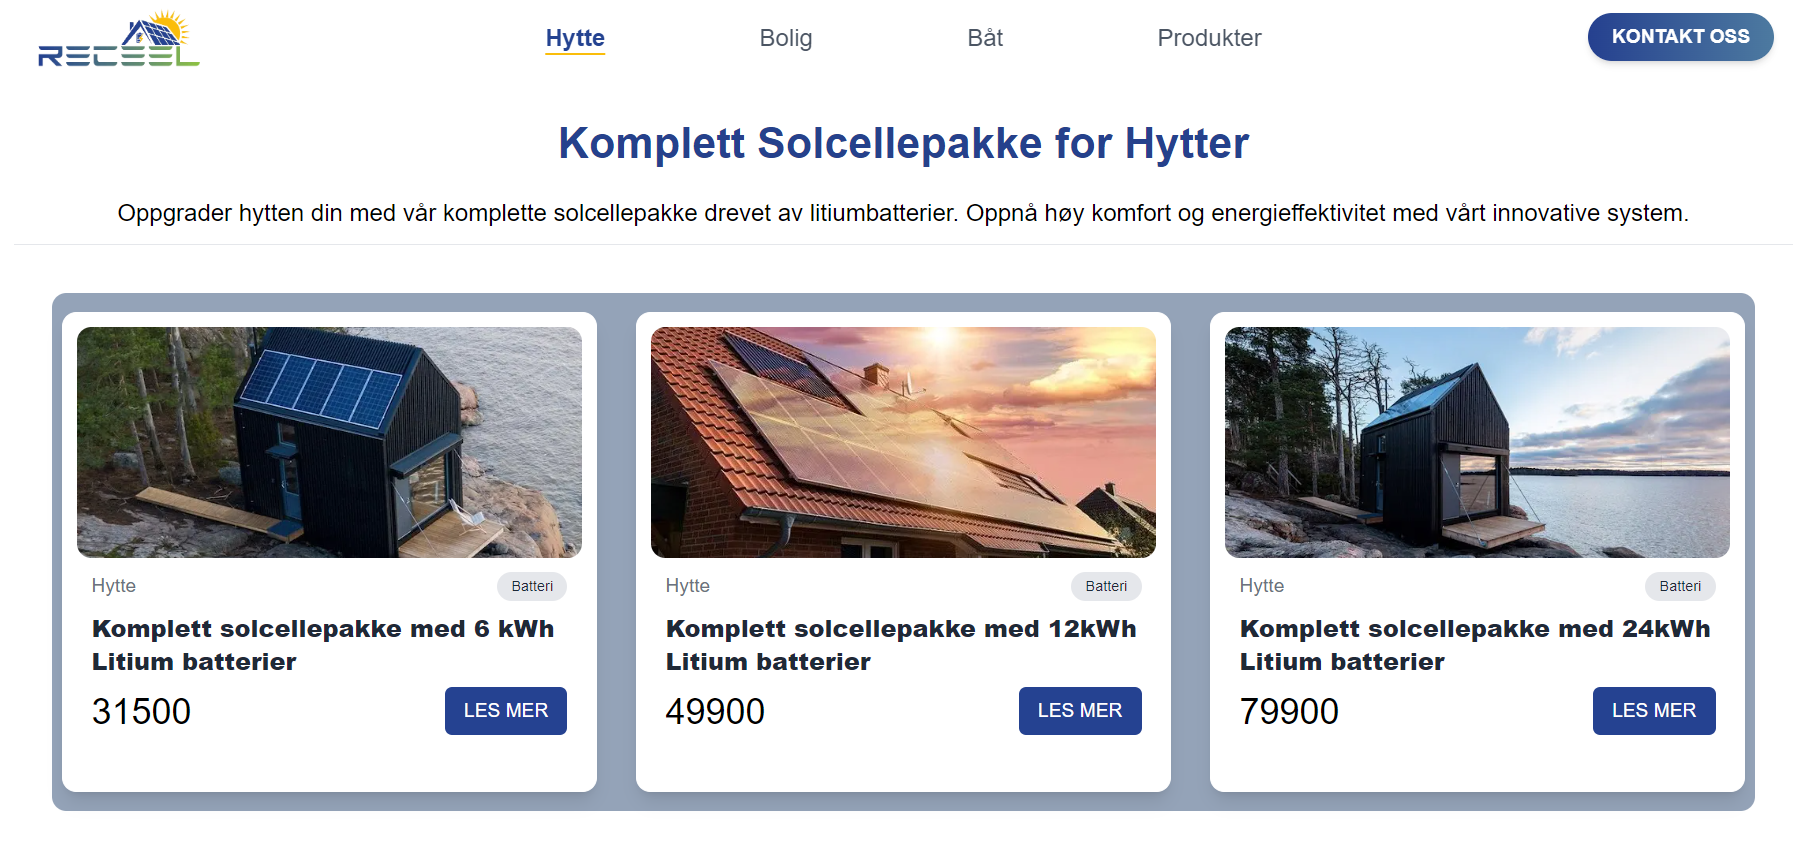 RECEEL
Hytte
Bolig
Båt
Produkter
KONTAKT OSS
Komplett Solcellepakke for Hytter
Oppgrader hytten din med vår komplette solcellepakke drevet av litiumbatterier. Oppnå høy komfort og energieffektivitet med vårt innovative system.
Hytte
Batteri
Komplett solcellepakke med 6 kWh
Litium batterier
31500
LES MER
Hytte
Batteri
Komplett solcellepakke med 12kWh
Litium batterier
49900
LES MER
Hytte
Batteri
Komplett solcellepakke med 24kWh
Litium batterier
79900
LES MER